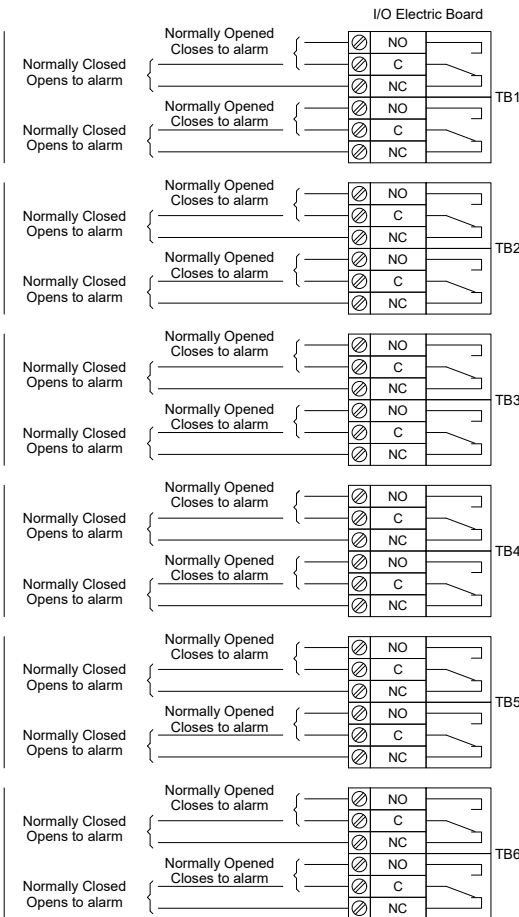 I/O Electric Board
Normally Opened
Closes to alarm
NO
Normally Closed
Opens to alarm
C
NC
TB1
Normally Opened
Closes to alarm
NO
Normally Closed
Opens to alarm
C
NC
Normally Opened
Closes to alarm
NO
Normally Closed
Opens to alarm
C
NC
TB2
Normally Opened
Closes to alarm
NO
Normally Closed
Opens to alarm
C
NC
Normally Opened
Closes to alarm
NO
Normally Closed
Opens to alarm
C
NC
TB3
Normally Opened
Closes to alarm
NO
Normally Closed
Opens to alarm
C
NC
Normally Opened
Closes to alarm
NO
Normally Closed
Opens to alarm
C
NC
TB4
Normally Opened
Closes to alarm
NO
Normally Closed
Opens to alarm
C
NC
Normally Opened
Closes to alarm
NO
Normally Closed
Opens to alarm
C
NC
TB5
Normally Opened
Closes to alarm
NO
Normally Closed
Opens to alarm
C
NC
Normally Opened
Closes to alarm
NO
Normally Closed
Opens to alarm
C
NC
TB6
Normally Opened
Closes to alarm
NO
Normally Closed
Opens to alarm
C
NC